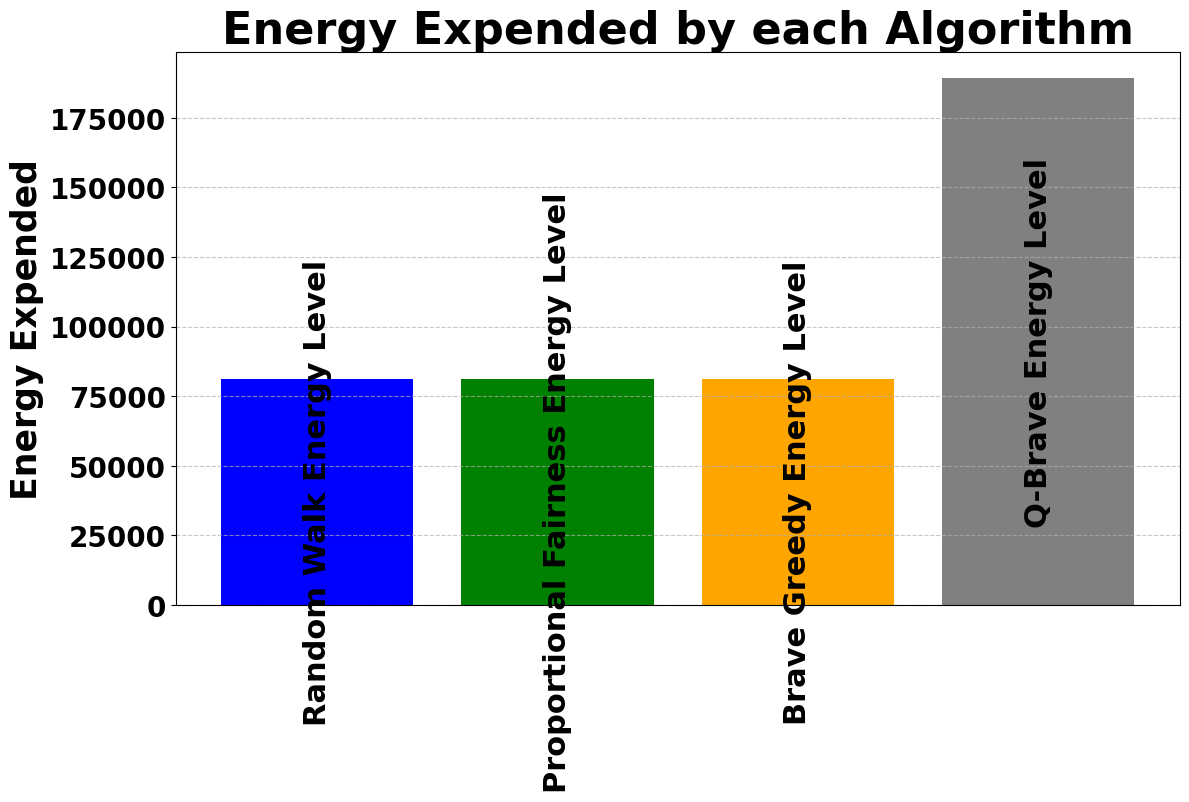 Energy Expended by each Algorithm
Energy Expended
175000
150000
125000
100000
75000
50000
25000
0
Random Walk Energy Level
Proportional Fairness Energy Level
Brave Greedy Energy Level
Q-Brave Energy Level